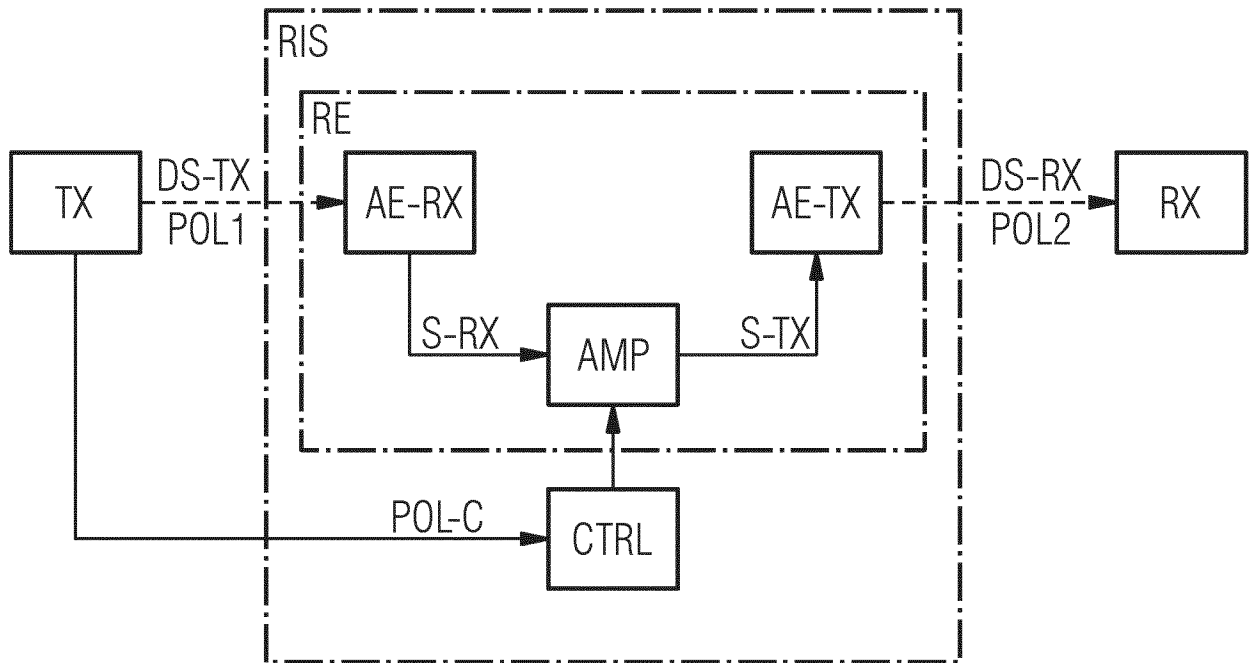 RIS
RE
TX
DS-TX
POL1
AE-RX
AE-TX
DS-RX
POL2
RX
S-RX
AMP
S-TX
POL-C
CTRL